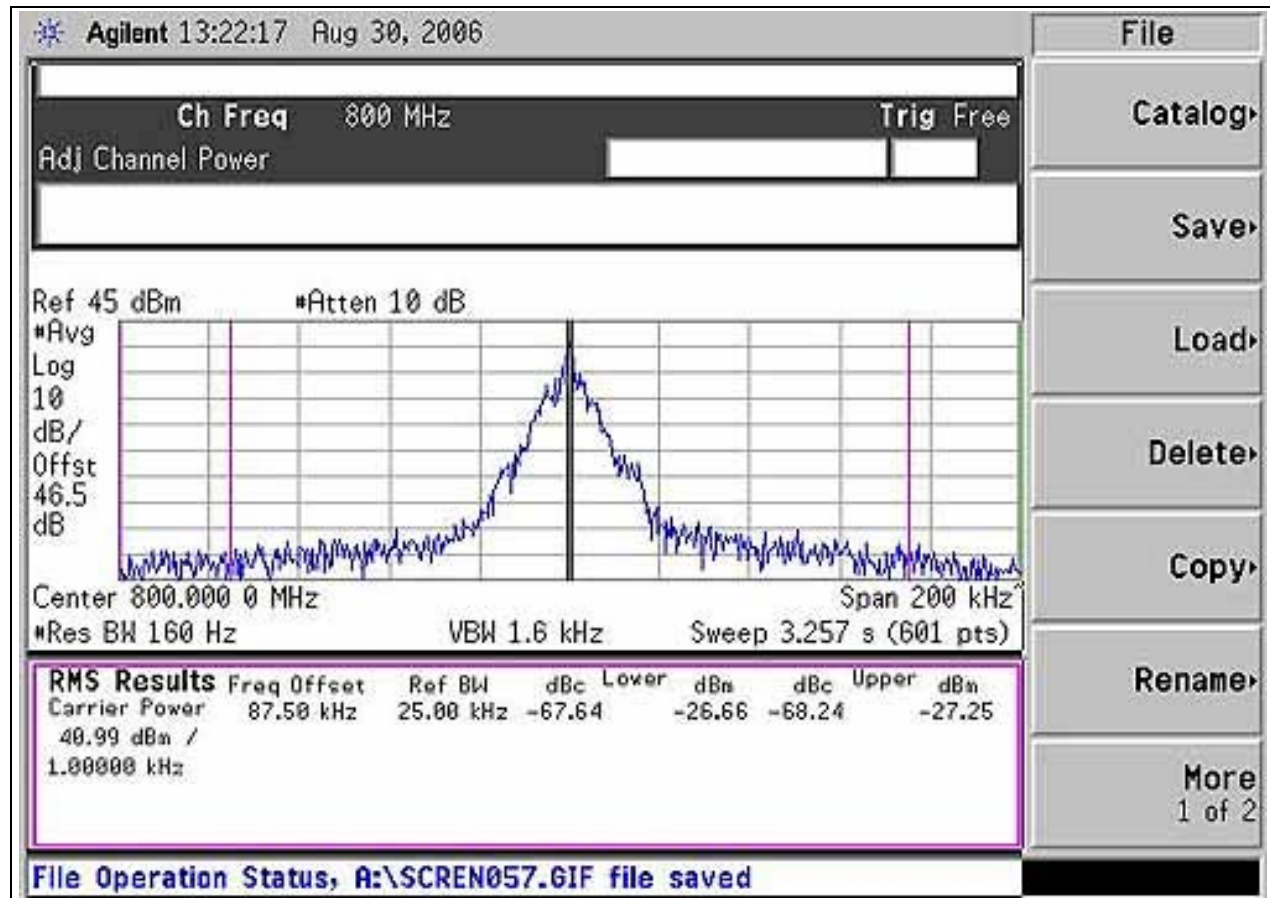 Agilent 13:22:17 Aug 30, 2006
File
Ch Freq 800 MHz Trig Free
Adj Channel Power
Catalog
Save
Load
Delete
Copy
Rename
More
1 of 2
Ref 45 dBm #Atten 10 dB
#Avg
Log
10
dB/
Offst
46.5
dB
Center 800.000 0 MHz Span 200 kHz
#Res BW 160 Hz VBW 1.6 kHz Sweep 3.257 s (601 pts)
RMS Results Freq Offset Ref BW dBc Lower dBm dBc Upper dBm
Carrier Power 87.50 kHz 25.00 kHz -67.64 -26.66 -68.24 -27.25
40.99 dBm /
1.00000 kHz
File Operation Status, A:\SCREN057.GIF file saved